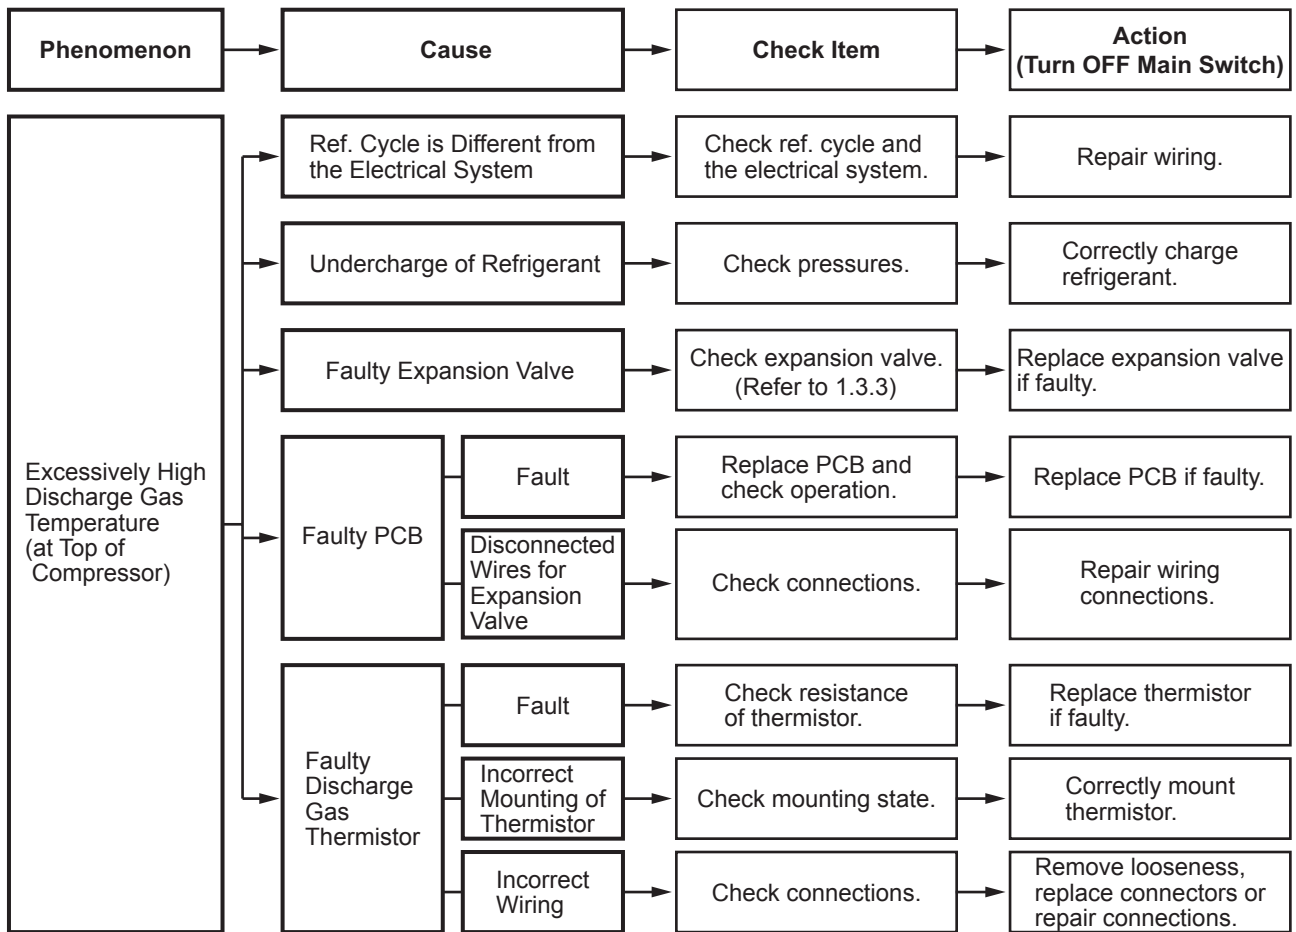 Phenomenon
Cause
Check Item
Action
(Turn OFF Main Switch)
Excessively High
Discharge Gas
Temperature
(at Top of
Compressor)
Ref. Cycle is Different from
the Electrical System
Check ref. cycle and
the electrical system.
Repair wiring.
Undercharge of Refrigerant
Check pressures.
Correctly charge
refrigerant.
Faulty Expansion Valve
Check expansion valve.
(Refer to 1.3.3)
Replace expansion valve
if faulty.
Faulty PCB
Fault
Replace PCB and
check operation.
Replace PCB if faulty.
Disconnected
Wires for
Expansion
Valve
Check connections.
Repair wiring
connections.
Faulty
Discharge
Gas
Thermistor
Fault
Check resistance
of thermistor.
Replace thermistor
if faulty.
Incorrect
Mounting of
Thermistor
Check mounting state.
Correctly mount
thermistor.
Incorrect
Wiring
Check connections.
Remove looseness,
replace connectors or
repair connections.